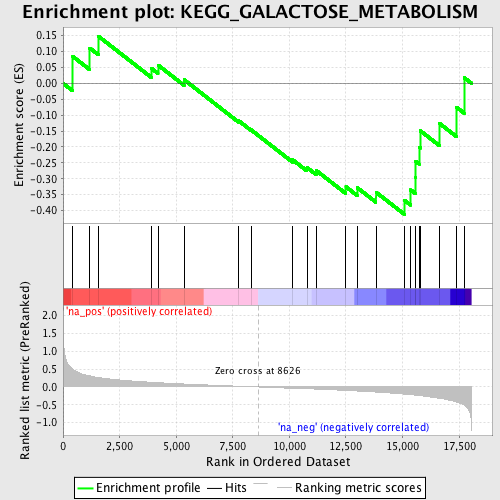 Enrichment plot: KEGG_GALACTOSE_METABOLISM
Enrichment score (ES)
0.15
0.10
0.05
0.00
-0.05
-0.10
-0.15
-0.20
-0.25
-0.30
-0.35
-0.40
'na_pos' (positively correlated)
Ranked list metric (PreRanked)
2.0
1.5
1.0
0.5
0.0
-0.5
-1.0
Zero cross at 8626
'na_neg' (negatively correlated)
0
2,500
5,000
7,500
10,000
12,500
15,000
17,500
Rank in Ordered Dataset
Enrichment profile
Hits
Ranking metric scores